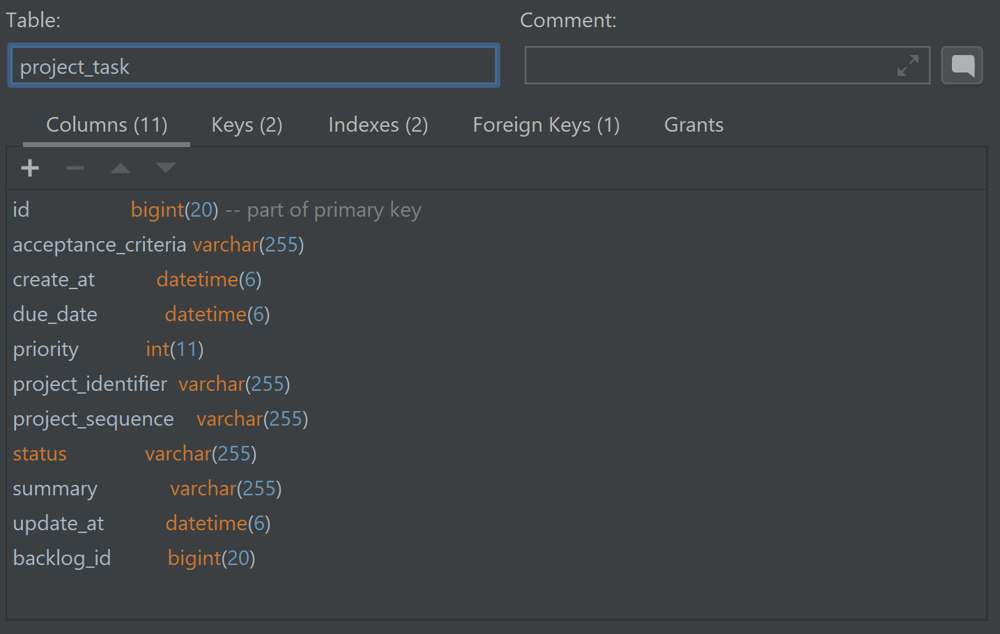 Table: Comment:
project_task
Columns (11) Keys (2) Indexes (2) Foreign Keys (1) Grants
id bigint(20) -- part of primary key
acceptance_criteria varchar(255)
create_at datetime(6)
due_date datetime(6)
priority int(11)
project_identifier varchar(255)
project_sequence varchar(255)
status varchar(255)
summary varchar(255)
update_at datetime(6)
backlog_id bigint(20)